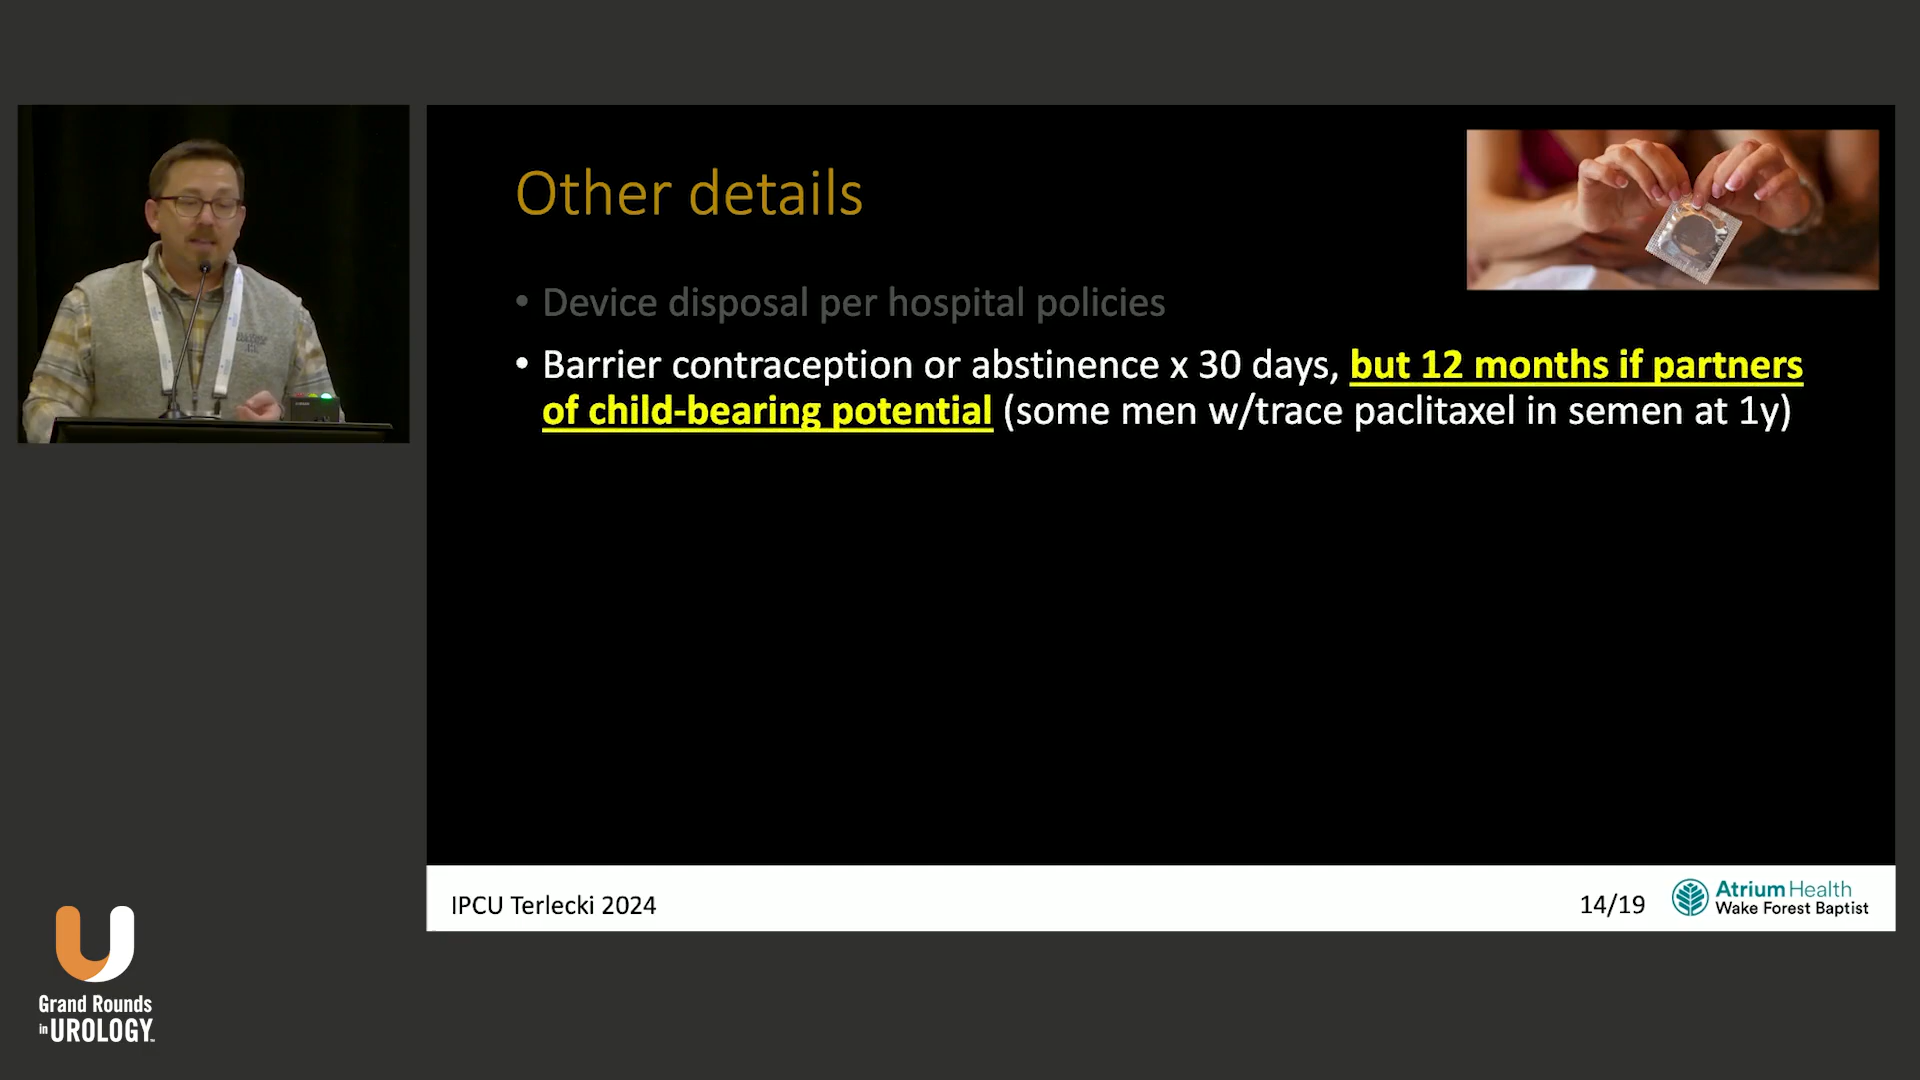 Other details
• Device disposal per hospital policies
• Barrier contraception or abstinence x 30 days, but 12 months if partners
of child-bearing potential (some men w/trace paclitaxel in semen at 1y)
IPCU Terlecki 2024
14/19
Atrium Health
Wake Forest Baptist
Grand Rounds
in UROLOGY